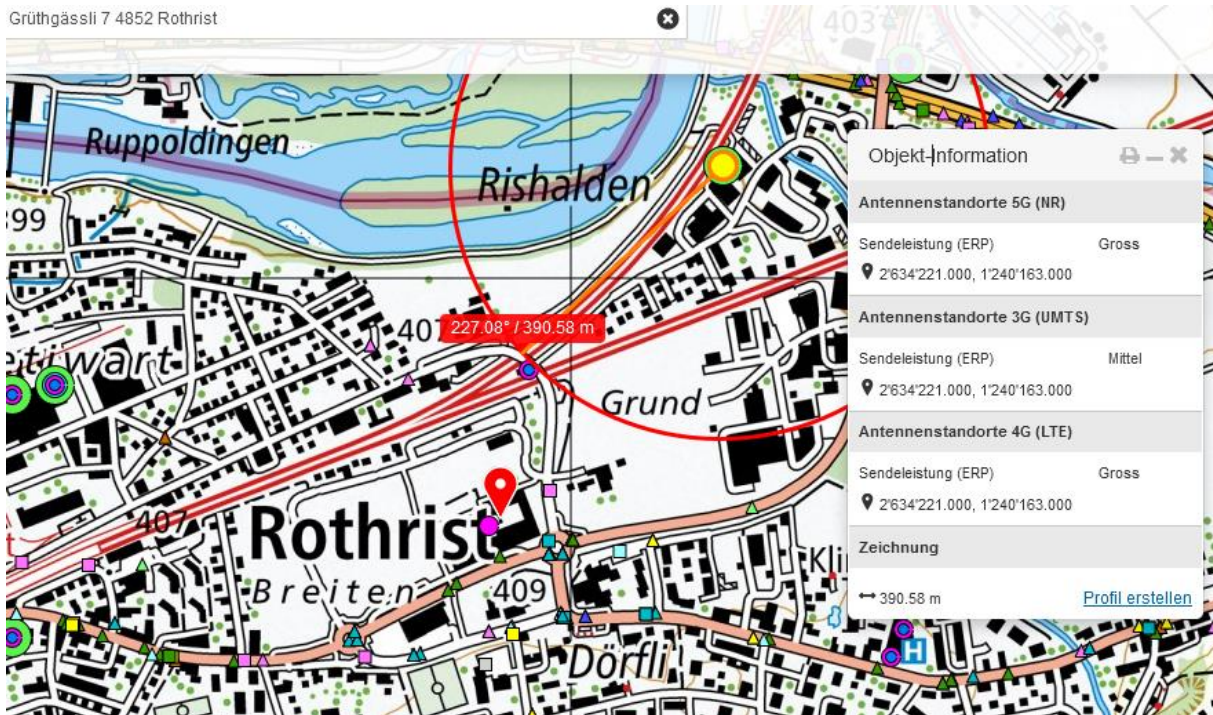 Grüthgässli 7 4852 Rothrist
403
Ruppoldingen
Rishalden
99
Objekt-Information
Antennenstandorte 5G (NR)
Sendeleistung (ERP) Gross
2'634'221.000, 1'240'163.000
Antennenstandorte 3G (UMTS)
Sendeleistung (ERP) Mittel
2'634'221.000, 1'240'163.000
Antennenstandorte 4G (LTE)
Sendeleistung (ERP) Gross
2'634'221.000, 1'240'163.000
Zeichnung
390.58 m Profil erstellen
407
227.08° / 390.58 m
Grund
407
Rothrist
Breiten
409
Dörfli
H